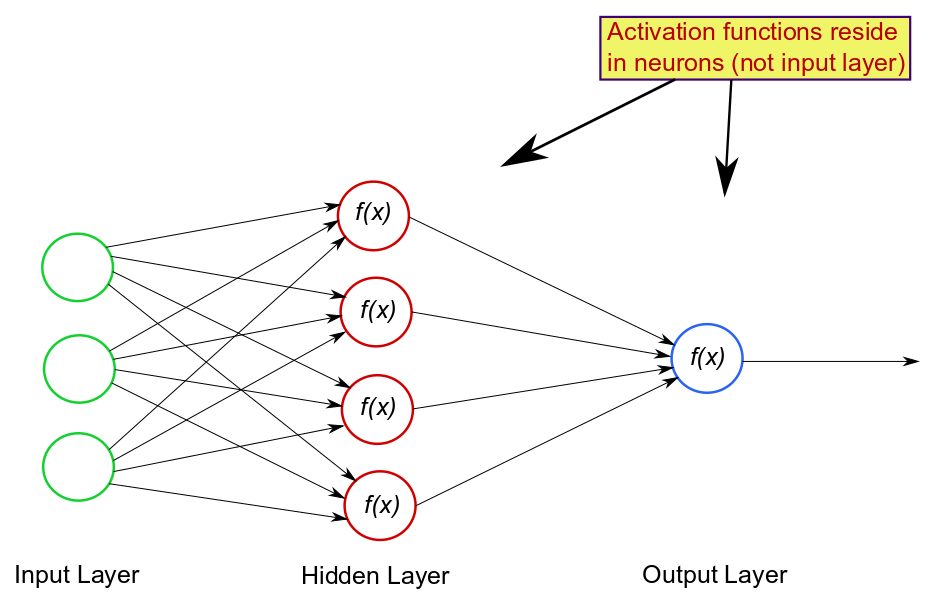 Activation functions reside
in neurons (not input layer)
f(x)
f(x)
f(x)
f(x)
f(x)
Input Layer
Hidden Layer
Output Layer